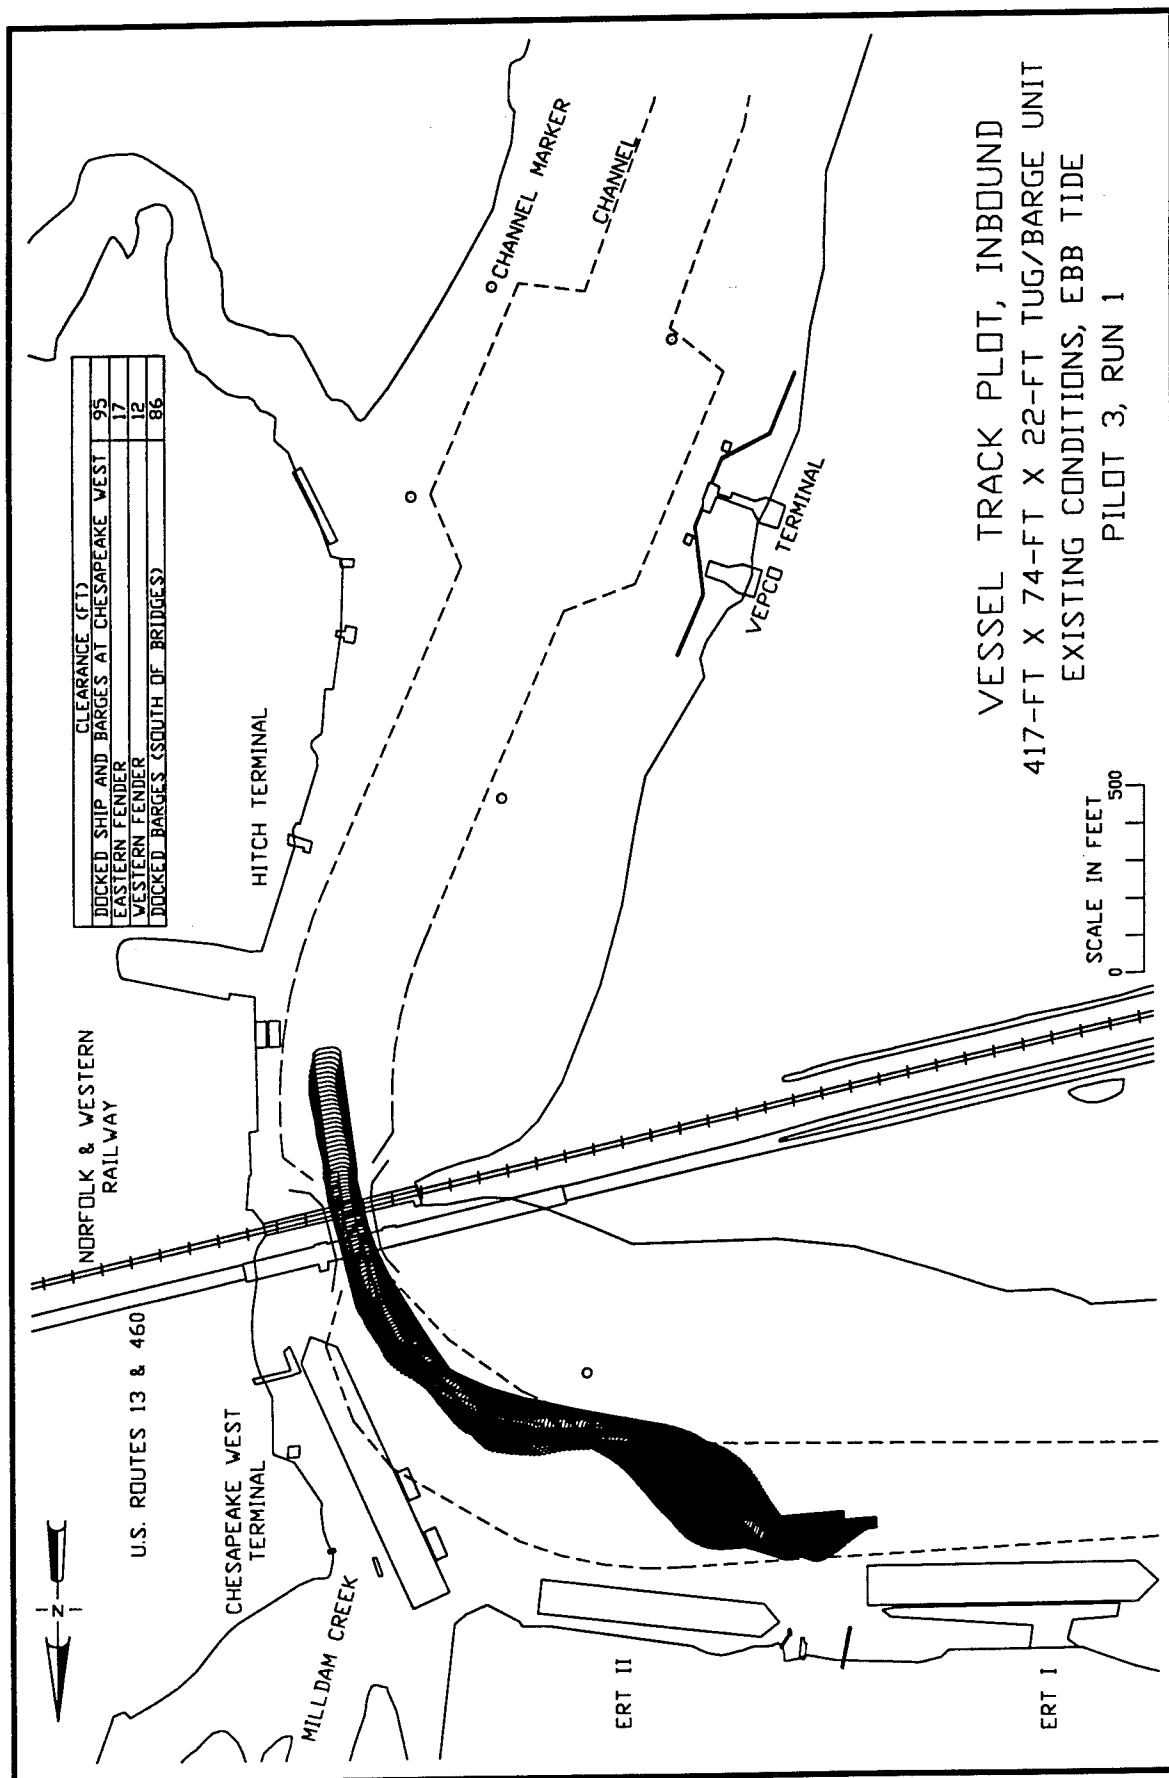 CLEARANCE (FT)
DOCKED SHIP AND BARGES AT CHESAPEAKE WEST 95
EASTERN FENDER 17
WESTERN FENDER 12
DOCKED BARGES (SOUTH OF BRIDGES) 86
N
U.S. ROUTES 13 & 460
NORFOLK & WESTERN
RAILWAY
CHESAPEAKE WEST
TERMINAL
MILLDAM CREEK
HITCH TERMINAL
CHANNEL MARKER
CHANNEL
VEPCO TERMINAL
ERT II
ERT I
VESSEL TRACK PLOT, INBOUND
417-FT X 74-FT X 22-FT TUG/BARGE UNIT
EXISTING CONDITIONS, EBB TIDE
PILOT 3, RUN 1
SCALE IN FEET
0 500